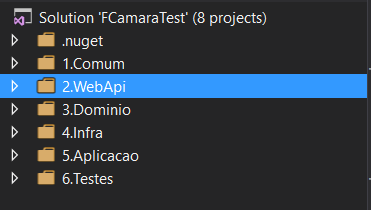 Solution 'FCamaraTest' (8 projects)
.nuget
1.Comum
2.WebApi
3.Dominio
4.Infra
5.Aplicacao
6.Testes